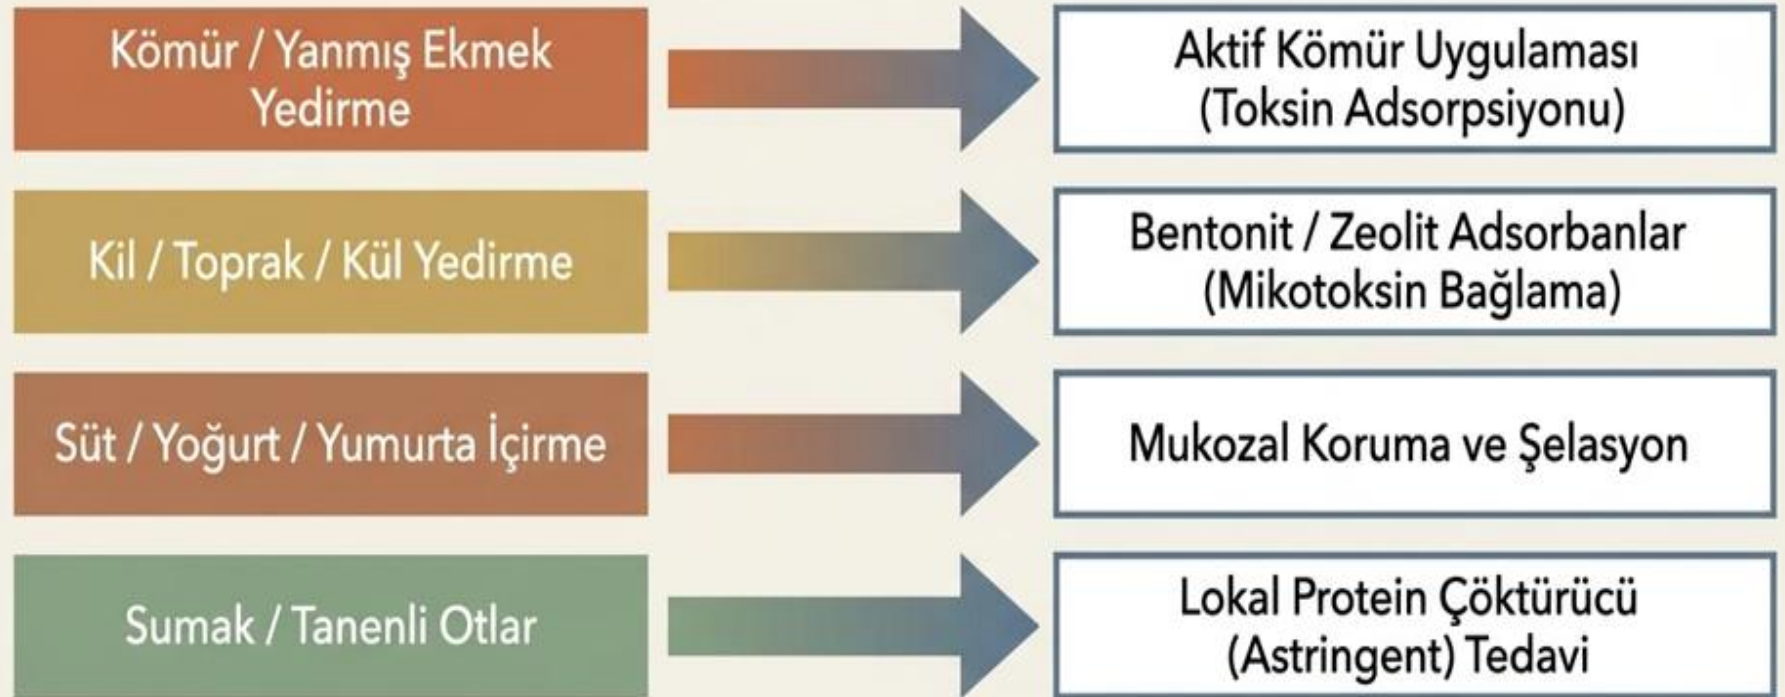 Kömür / Yanmış Ekmek
Yedirme
Aktif Kömür Uygulaması
(Toksin Adsorpsiyonu)
Kil / Toprak / Kül Yedirme
Bentonit / Zeolit Adsorbanlar
(Mikotoksin Bağlama)
Süt / Yoğurt / Yumurta İçirme
Mukozal Koruma ve Şelasyon
Sumak / Tanenli Otlar
Lokal Protein Çöktürücü
(Astringent) Tedavi